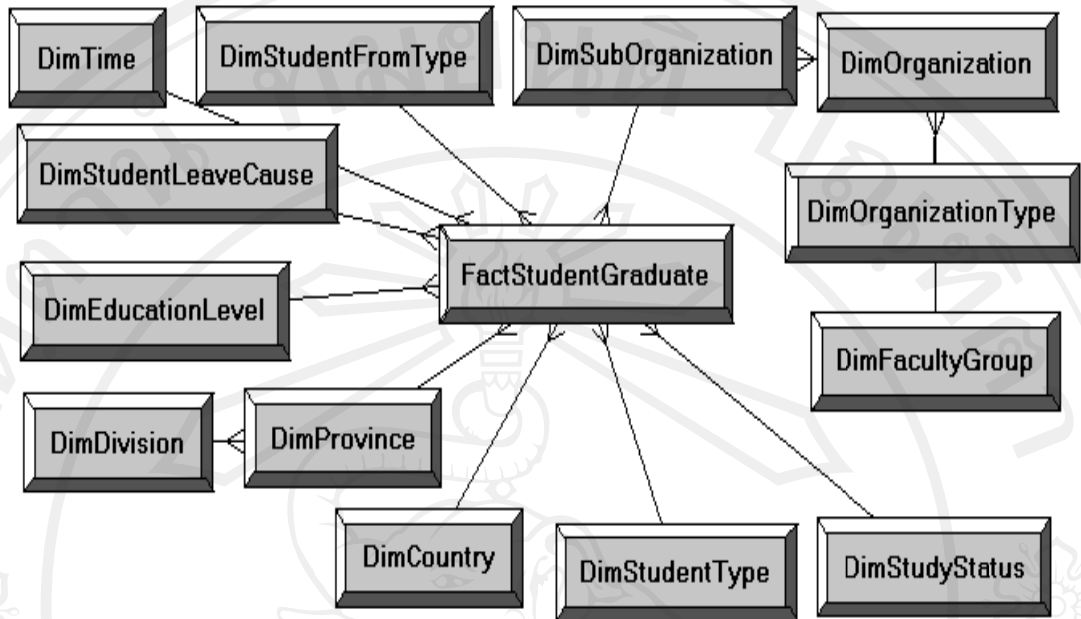 DimTime
DimStudentFromType
DimSubOrganization
DimOrganization
DimStudentLeaveCause
DimOrganizationType
FactStudentGraduate
DimEducationLevel
DimFacultyGroup
DimDivision
DimProvince
DimCountry
DimStudentType
DimStudyStatus